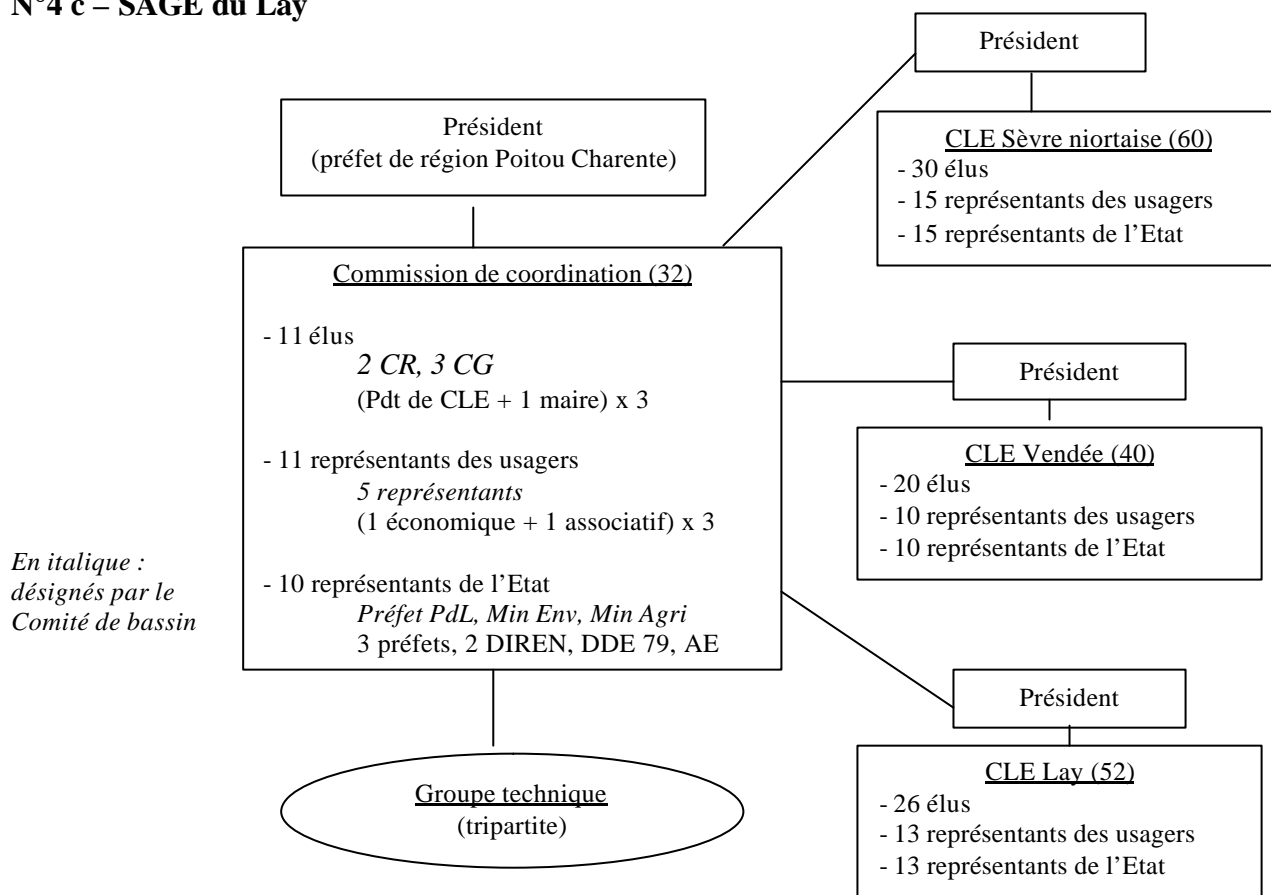 N°4 c – SAGE du Lay
Président
Président
(préfet de région Poitou Charente)
CLE Sèvre niortaise (60)
- 30 élus
- 15 représentants des usagers
- 15 représentants de l'Etat
Commission de coordination (32)
- 11 élus
2 CR, 3 CG
(Pdt de CLE + 1 maire) x 3
- 11 représentants des usagers
5 représentants
(1 économique + 1 associatif) x 3
- 10 représentants de l'Etat
Préfet PdL, Min Env, Min Agri
3 préfets, 2 DIREN, DDE 79, AE
Président
CLE Vendée (40)
- 20 élus
- 10 représentants des usagers
- 10 représentants de l'Etat
En italique :
désignés par le
Comité de bassin
Président
CLE Lay (52)
- 26 élus
- 13 représentants des usagers
- 13 représentants de l'Etat
Groupe technique
(tripartite)